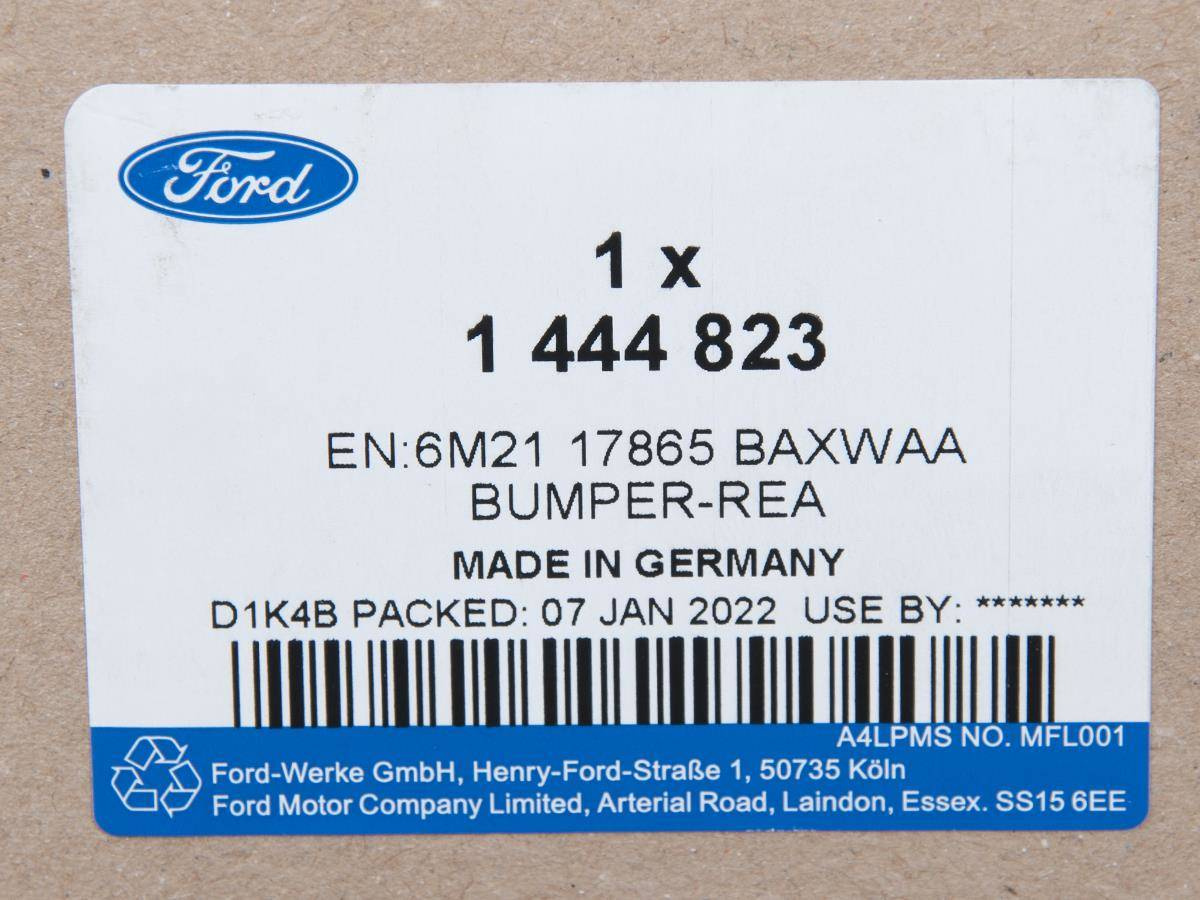 Ford
1 x
1 444 823
EN:6M21 17865 BAXWAA
BUMPER-REA
MADE IN GERMANY
D1K4B PACKED: 07 JAN 2022 USE BY: *******
A4LPMS NO. MFL001
Ford-Werke GmbH, Henry-Ford-Straße 1, 50735 Köln
Ford Motor Company Limited, Arterial Road, Laindon, Essex. SS15 6EE